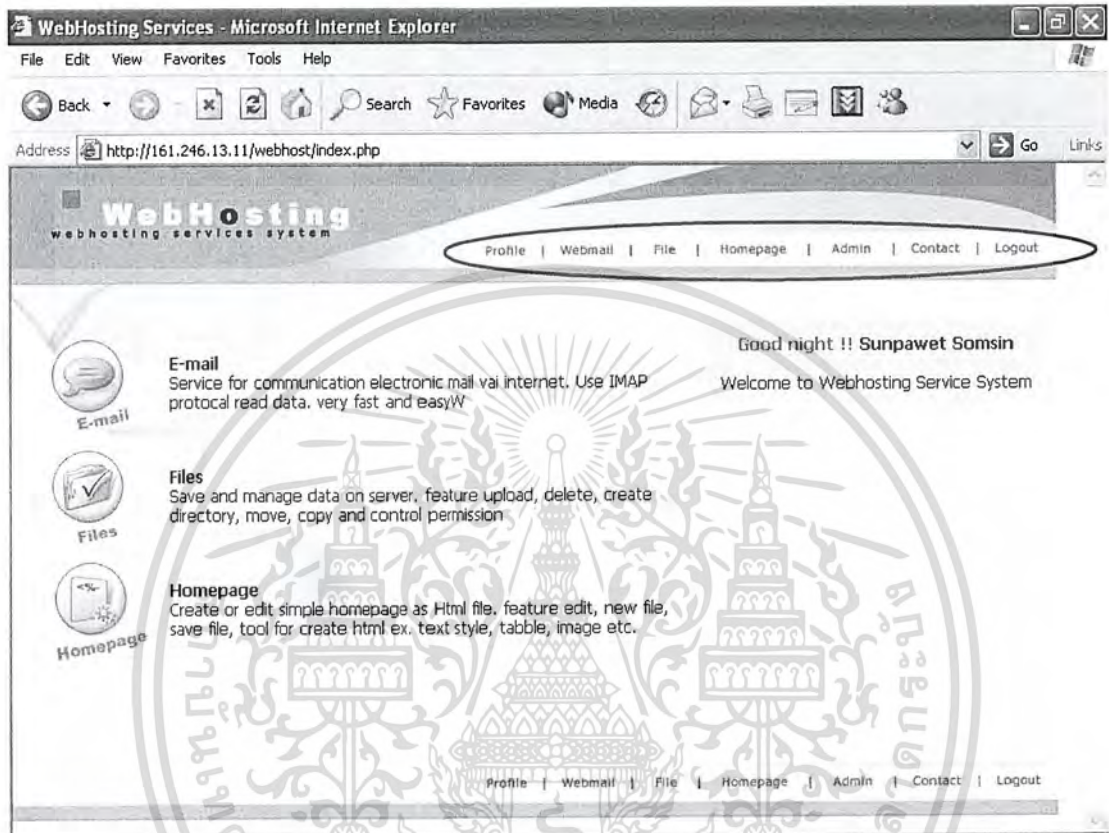 WebHosting Services - Microsoft Internet Explorer
File Edit View Favorites Tools Help
Back Search Favorites Media
Address http://161.246.13.11/webhost/index.php Go Links
WebHosting
webhosting services system
Profile | Webmail | File | Homepage | Admin | Contact | Logout
Good night !! Sunpawet Somsin
Welcome to Webhosting Service System
E-mail
Service for communication electronic mail vai internet. Use IMAP
protocal read data. very fast and easyW
E-mail
Files
Save and manage data on server. feature upload, delete, create
directory, move, copy and control permission
Files
Homepage
Create or edit simple homepage as Html file. feature edit, new file,
save file, tool for create html ex. text style, tabble, image etc.
Homepage
Profile | Webmail | File | Homepage | Admin | Contact | Logout